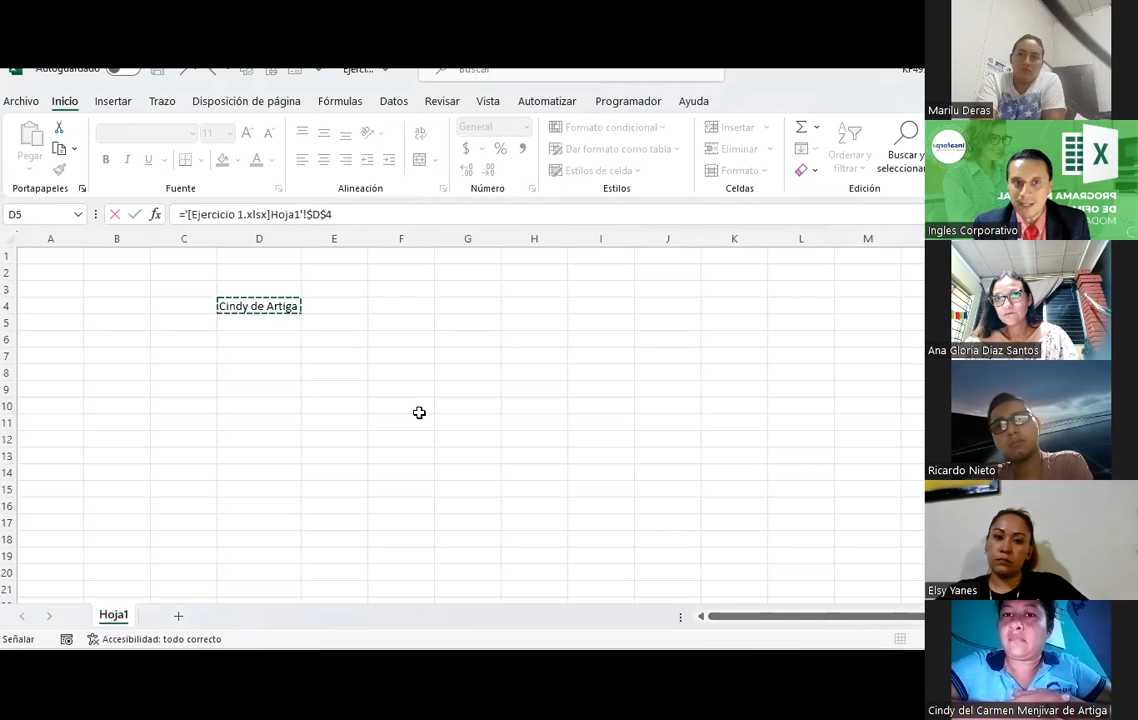 Autoguardado
Ejerci...
Buscar
Archivo Inicio Insertar Trazo Disposición de página Fórmulas Datos Revisar Vista Automatizar Programador Ayuda
Pegar
11
General
Formato condicional
Dar formato como tabla
Estilos de celda
Insertar
Eliminar
Formato
Ordenar y
filtrar
Buscar y
seleccionar
Portapapeles Fuente Alineación Número Estilos Celdas Edición
D5 fx ='[Ejercicio 1.xlsx]Hoja1'!$D$4
A B C D E F G H I J K L M
1
2
3
4 Cindy de Artiga
5
6
7
8
9
10
11
12
13
14
15
16
17
18
19
20
21
Hoja1
Señalar Accesibilidad: todo correcto
Marilu Deras
Ingles Corporativo
Ana Gloria Díaz Santos
Ricardo Nieto
Elsy Yanes
Cindy del Carmen Menjivar de Artiga